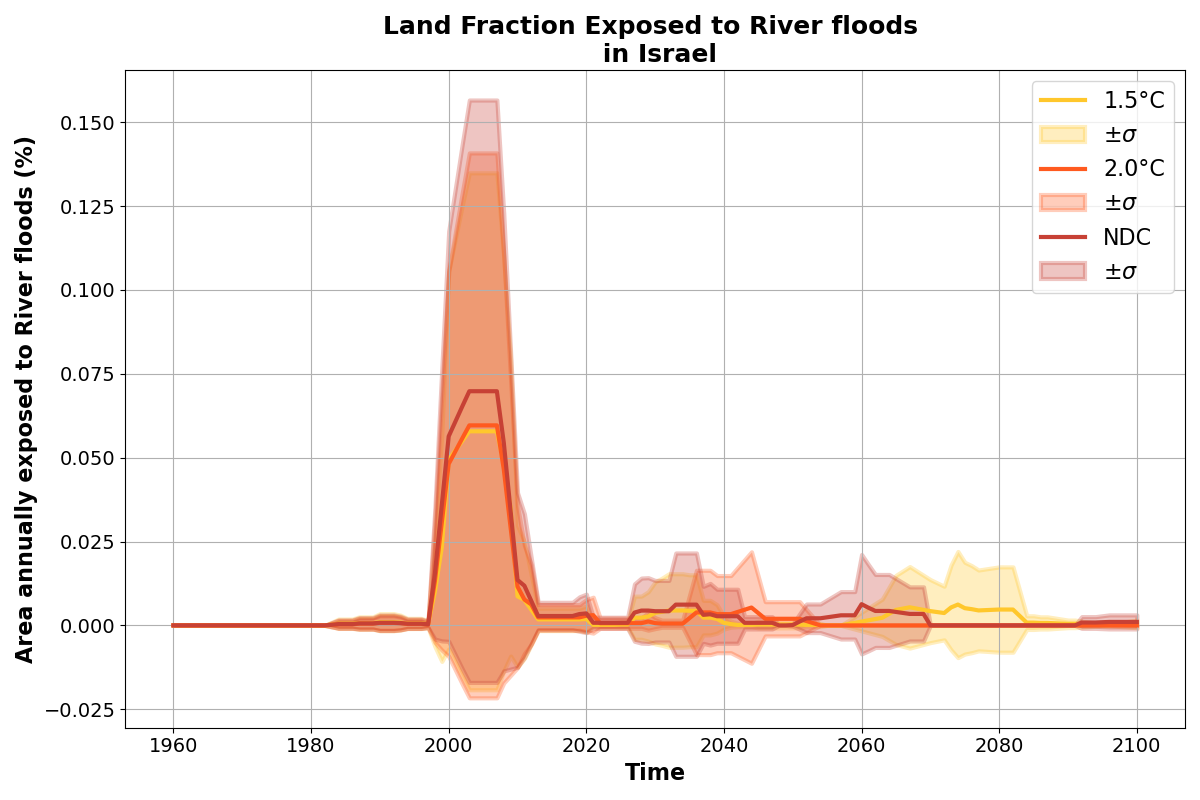 Land Fraction Exposed to River floods
in Israel
Area annually exposed to River floods (%)
0.150
0.125
0.100
0.075
0.050
0.025
0.000
−0.025
1.5°C
±σ
2.0°C
±σ
NDC
±σ
1960 1980 2000 2020 2040 2060 2080 2100
Time